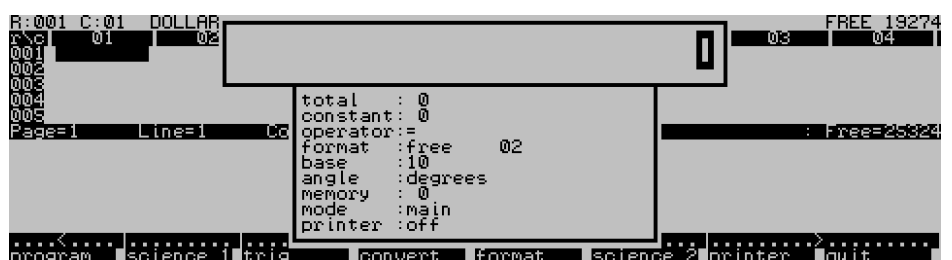 R:001 C:01 DOLLAR FREE 19274
r\c 01 02 03 04
001
002
003
004
005
0
total : 0
constant: 0
Page=1 Line=1 Co : Free=25324
operator:=
format :free 02
base :10
angle :degrees
memory : 0
mode :main
printer :off
....<.... ......... .... ... .........>.........
program science 1 trig convert format science 2 printer quit